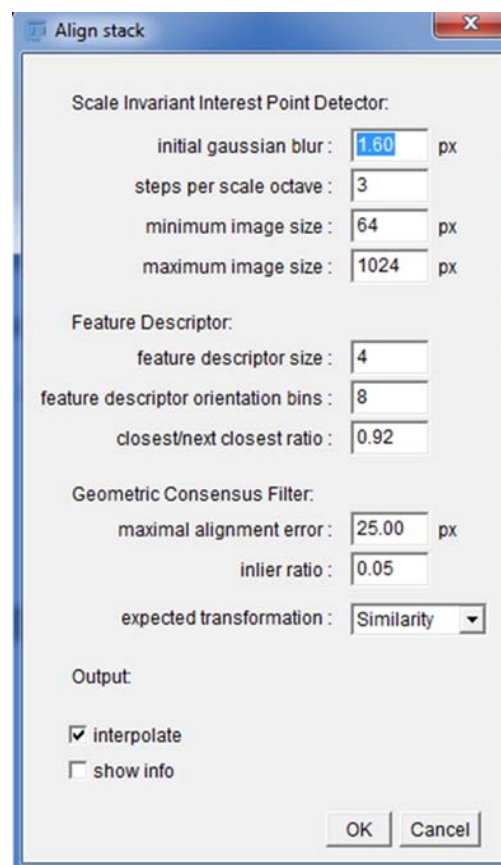 Align stack
Scale Invariant Interest Point Detector:
initial gaussian blur : 1.60 px
steps per scale octave : 3
minimum image size : 64 px
maximum image size : 1024 px
Feature Descriptor:
feature descriptor size : 4
feature descriptor orientation bins : 8
closest/next closest ratio : 0.92
Geometric Consensus Filter:
maximal alignment error : 25.00 px
inlier ratio : 0.05
expected transformation : Similarity
Output:
interpolate
show info
OK Cancel